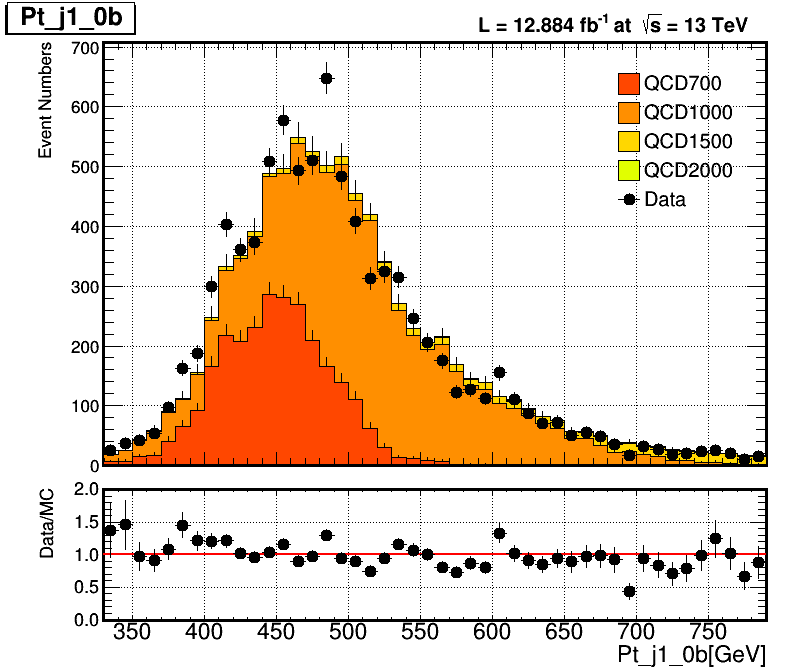 Pt_j1_0b
L = 12.884 fb⁻¹ at √s = 13 TeV
Event Numbers
700
600
500
400
300
200
100
0
QCD700
QCD1000
QCD1500
QCD2000
Data
Data/MC
2.0
1.5
1.0
0.5
0.0
350 400 450 500 550 600 650 700 750
Pt_j1_0b[GeV]